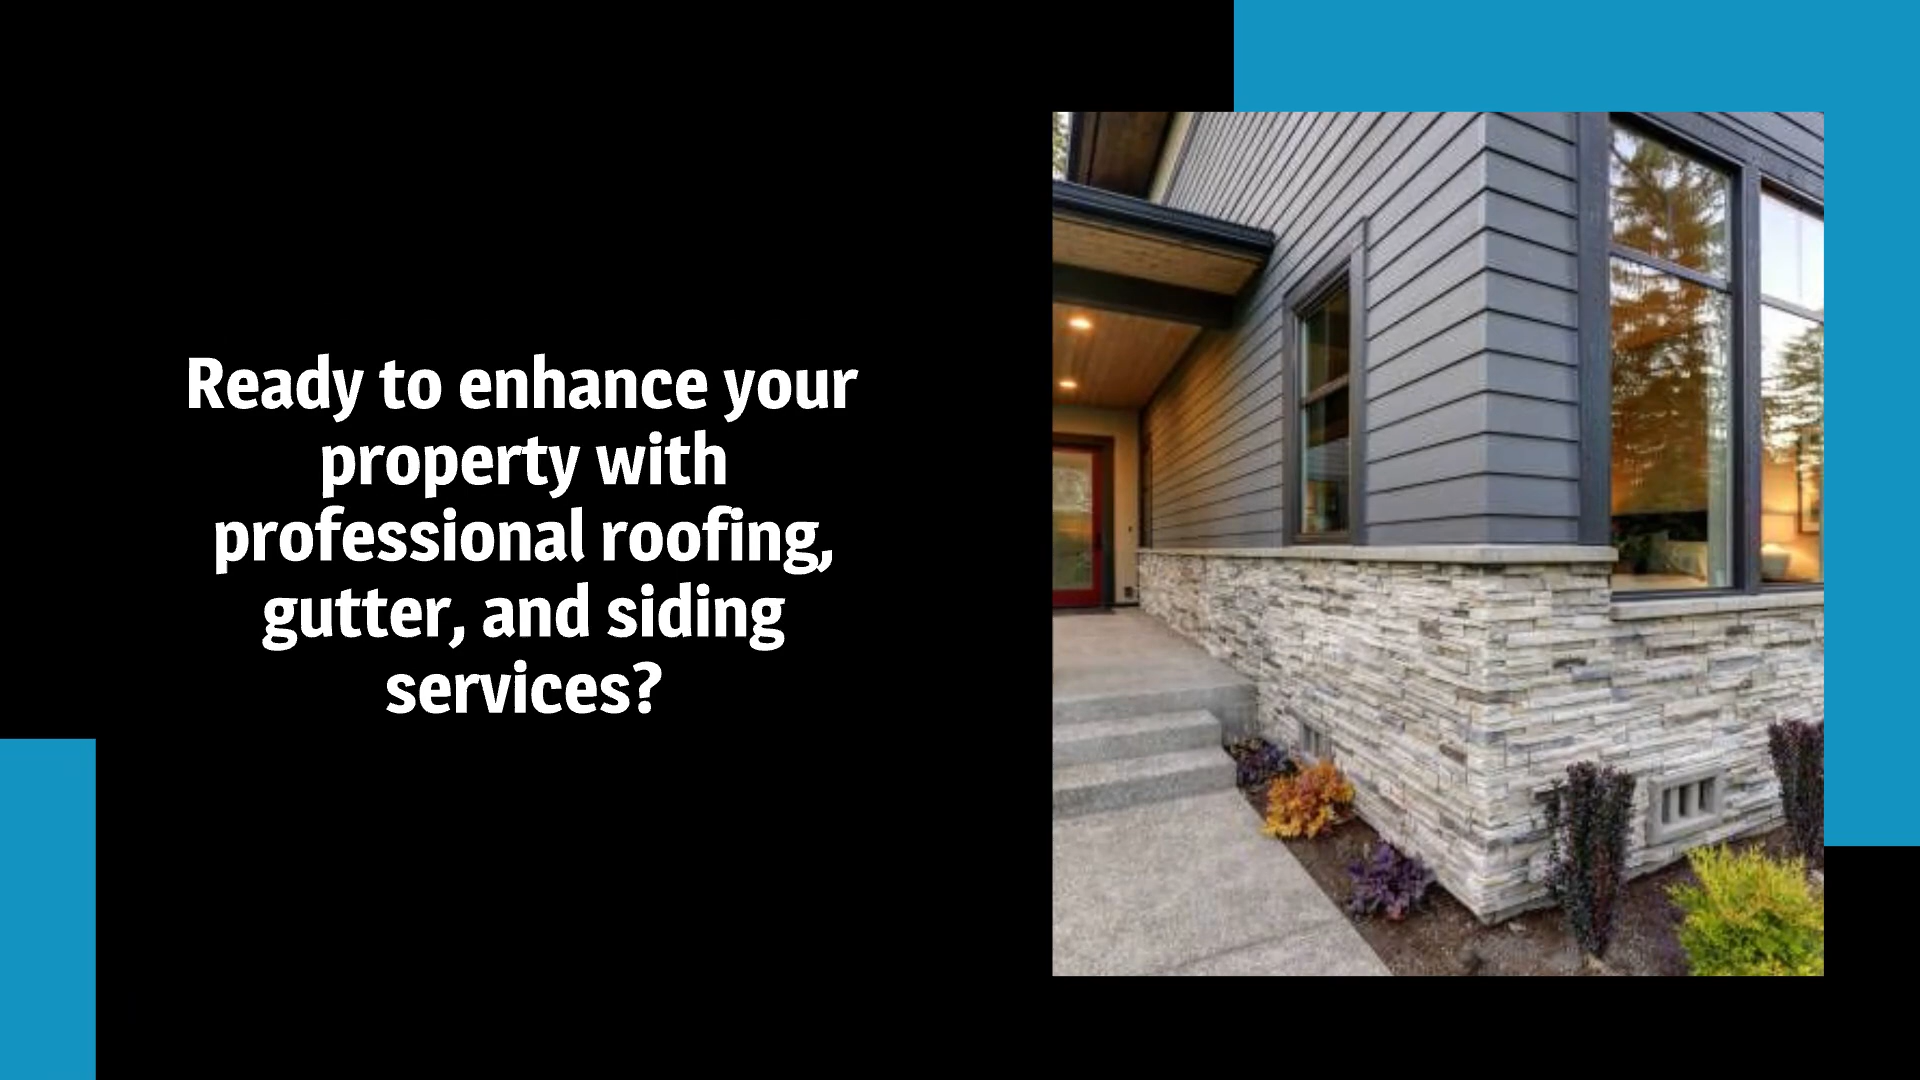 Ready to enhance your
property with
professional roofing,
gutter, and siding
services?